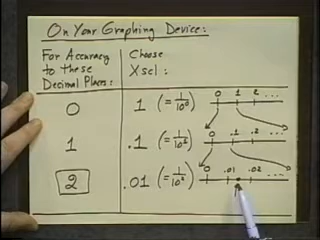 On Your Graphing Device:
For Accuracy to these Decimal Places:
Choose Xscl:
0
.1 (= 1/10⁰)
0 1 2 ...
1
.1 (= 1/10¹)
0 .1 .2 ...
2
.01 (= 1/10²)
0 .01 .02 ...